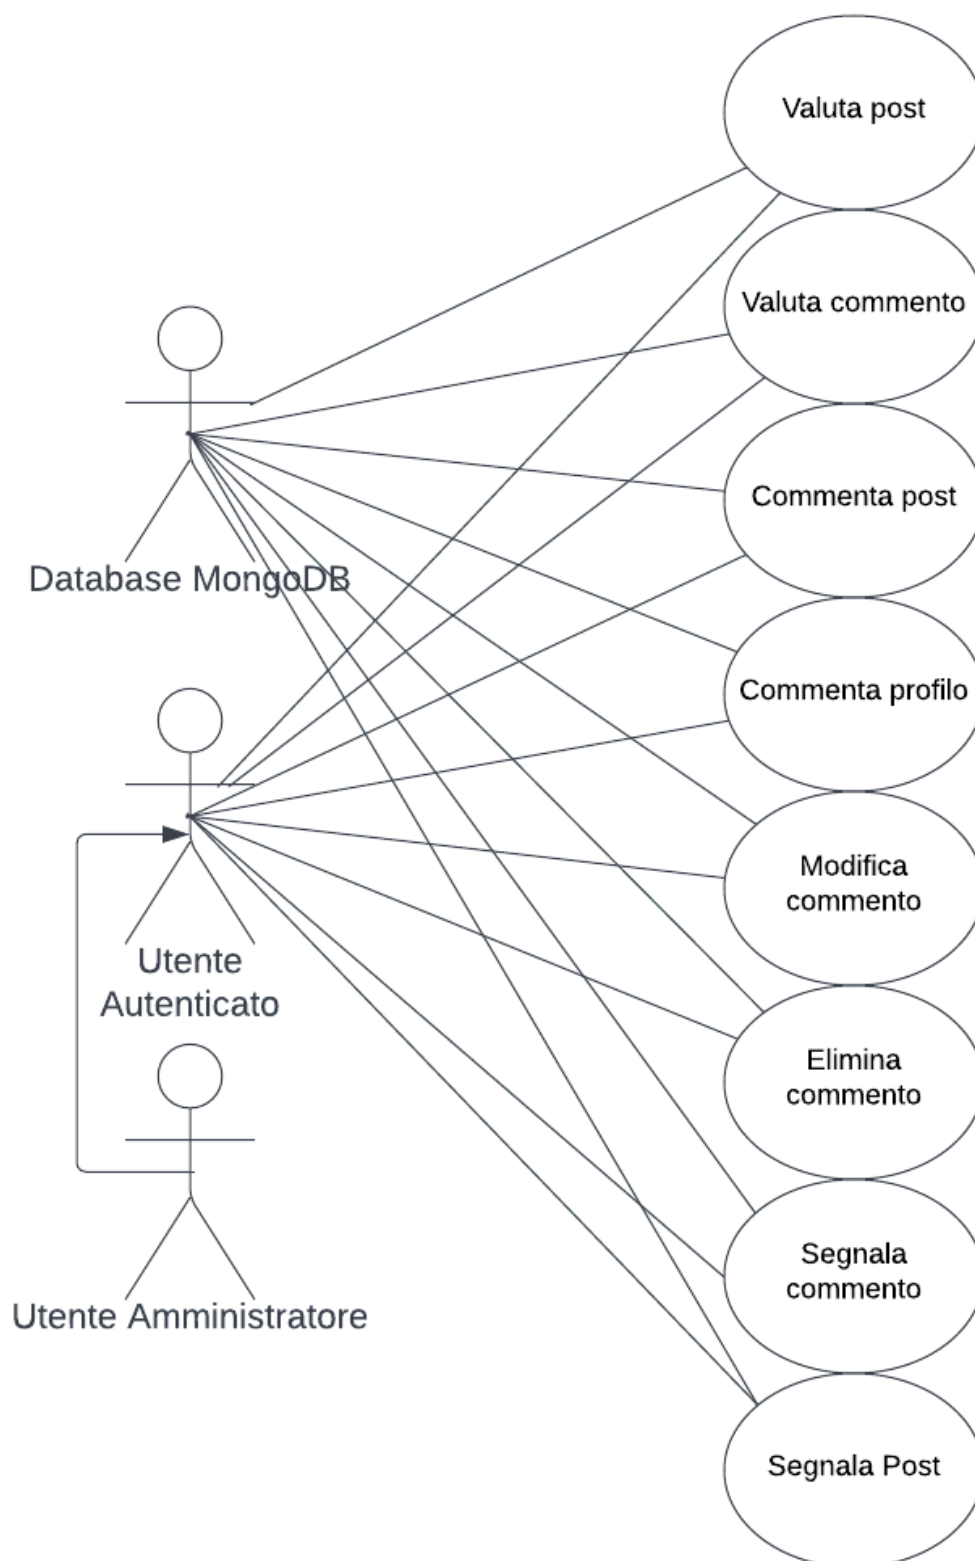 Valuta post
Valuta commento
Commenta post
Database MongoDB
Commenta profilo
Modifica
commento
Utente
Autenticato
Elimina
commento
Segnala
commento
Utente Amministratore
Segnala Post